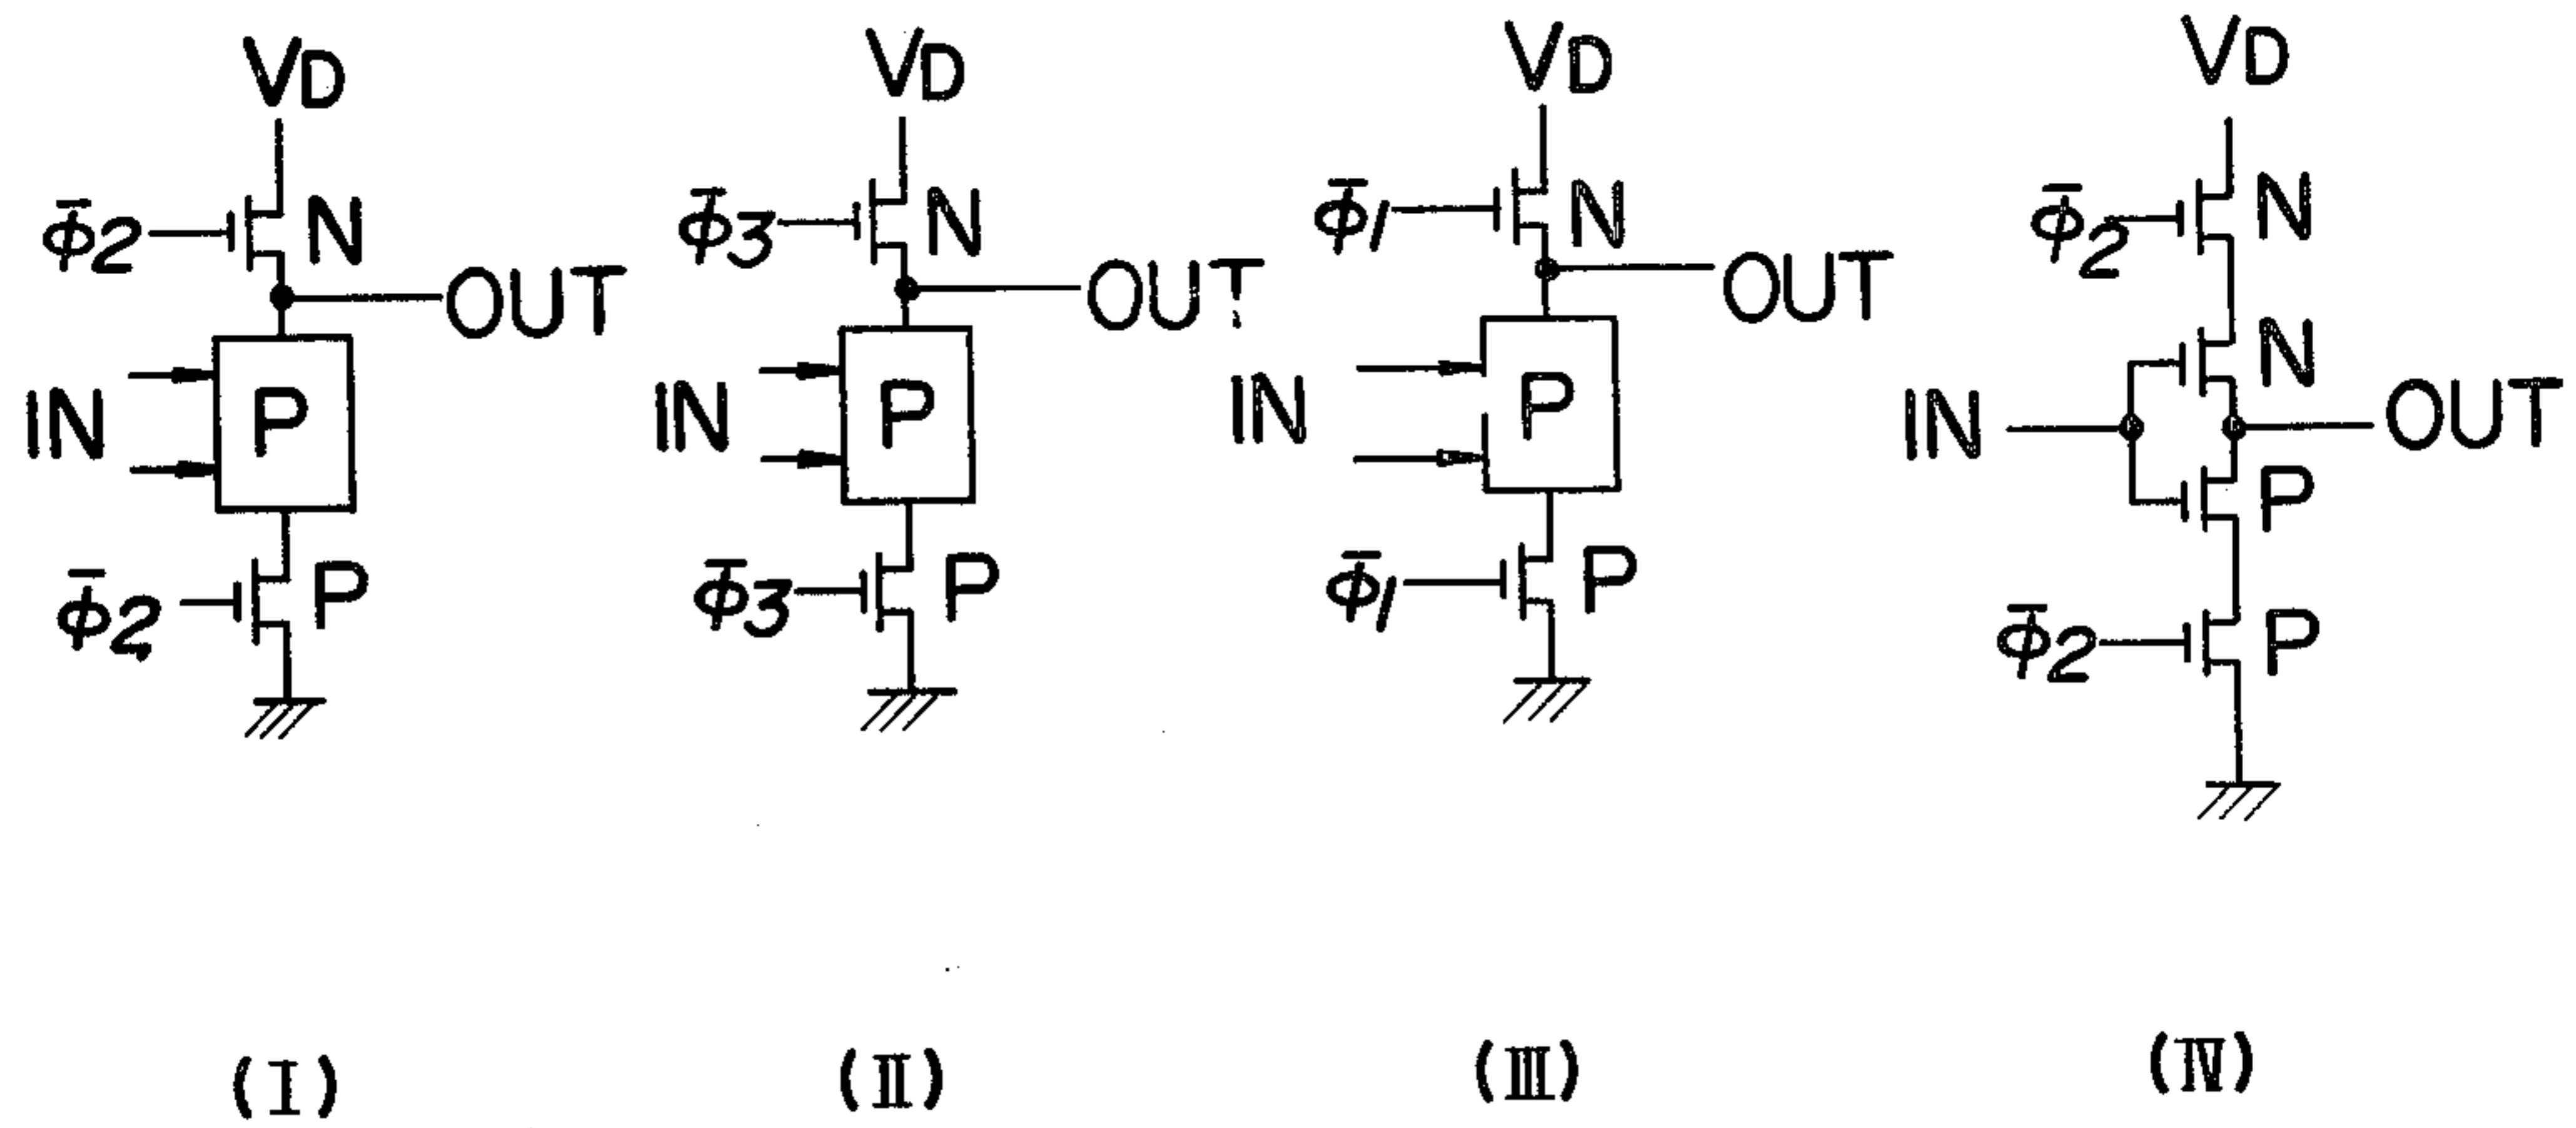 VD VD VD VD
Φ̄2 N Φ̄3 N Φ̄1 N Φ̄2 N
OUT OUT OUT N
IN P IN P IN P IN OUT
P
Φ̄2 P Φ̄3 P Φ̄1 P Φ̄2 P
(I) (II) (III) (IV)